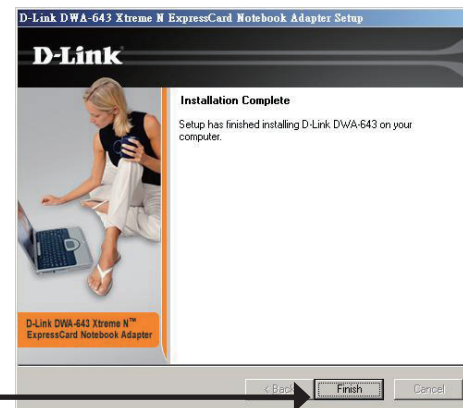 D-Link DWA-643 Xtreme N ExpressCard Notebook Adapter Setup
D-Link
Installation Complete
Setup has finished installing D-Link DWA-643 on your
computer.
D-Link DWA-643 Xtreme N™
ExpressCard Notebook Adapter
< Back
Finish
Cancel